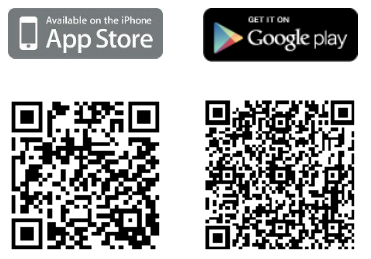 Available on the iPhone
App Store
GET IT ON
Google play